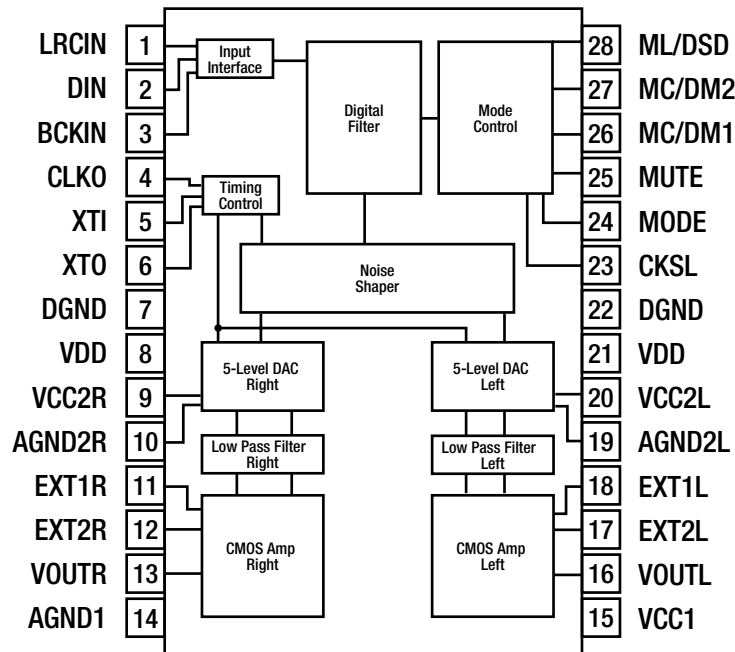 LRCIN 1
DIN 2
BCKIN 3
CLKO 4
XTI 5
XTO 6
DGND 7
VDD 8
VCC2R 9
AGND2R 10
EXT1R 11
EXT2R 12
VOUTR 13
AGND1 14
Input
Interface
Digital
Filter
Mode
Control
Timing
Control
Noise
Shaper
5-Level DAC
Right
5-Level DAC
Left
Low Pass Filter
Right
Low Pass Filter
Left
CMOS Amp
Right
CMOS Amp
Left
28 ML/DSD
27 MC/DM2
26 MC/DM1
25 MUTE
24 MODE
23 CKSL
22 DGND
21 VDD
20 VCC2L
19 AGND2L
18 EXT1L
17 EXT2L
16 VOUTL
15 VCC1